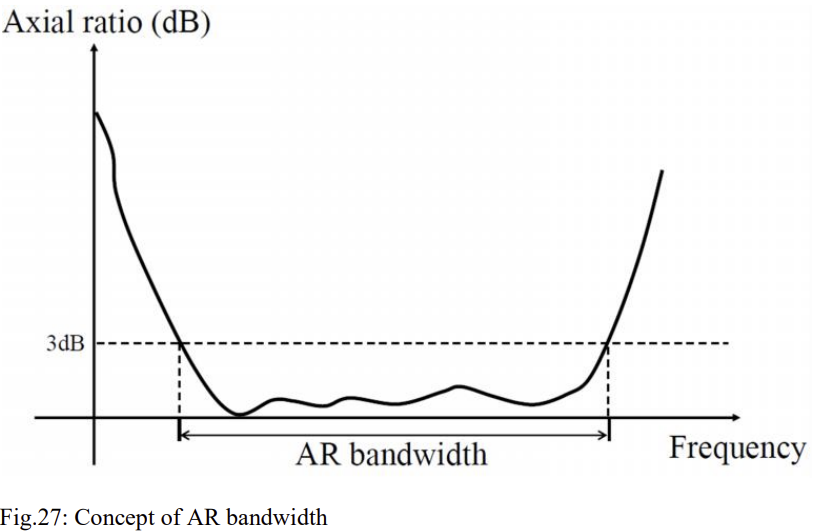 Axial ratio (dB)
3dB
AR bandwidth
Frequency
Fig.27: Concept of AR bandwidth